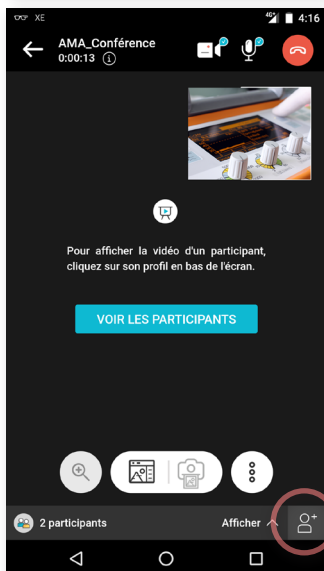 XE 4G 4:16
AMA_Conférence
0:00:13
Pour afficher la vidéo d'un participant,
cliquez sur son profil en bas de l'écran.
VOIR LES PARTICIPANTS
2 participants Afficher